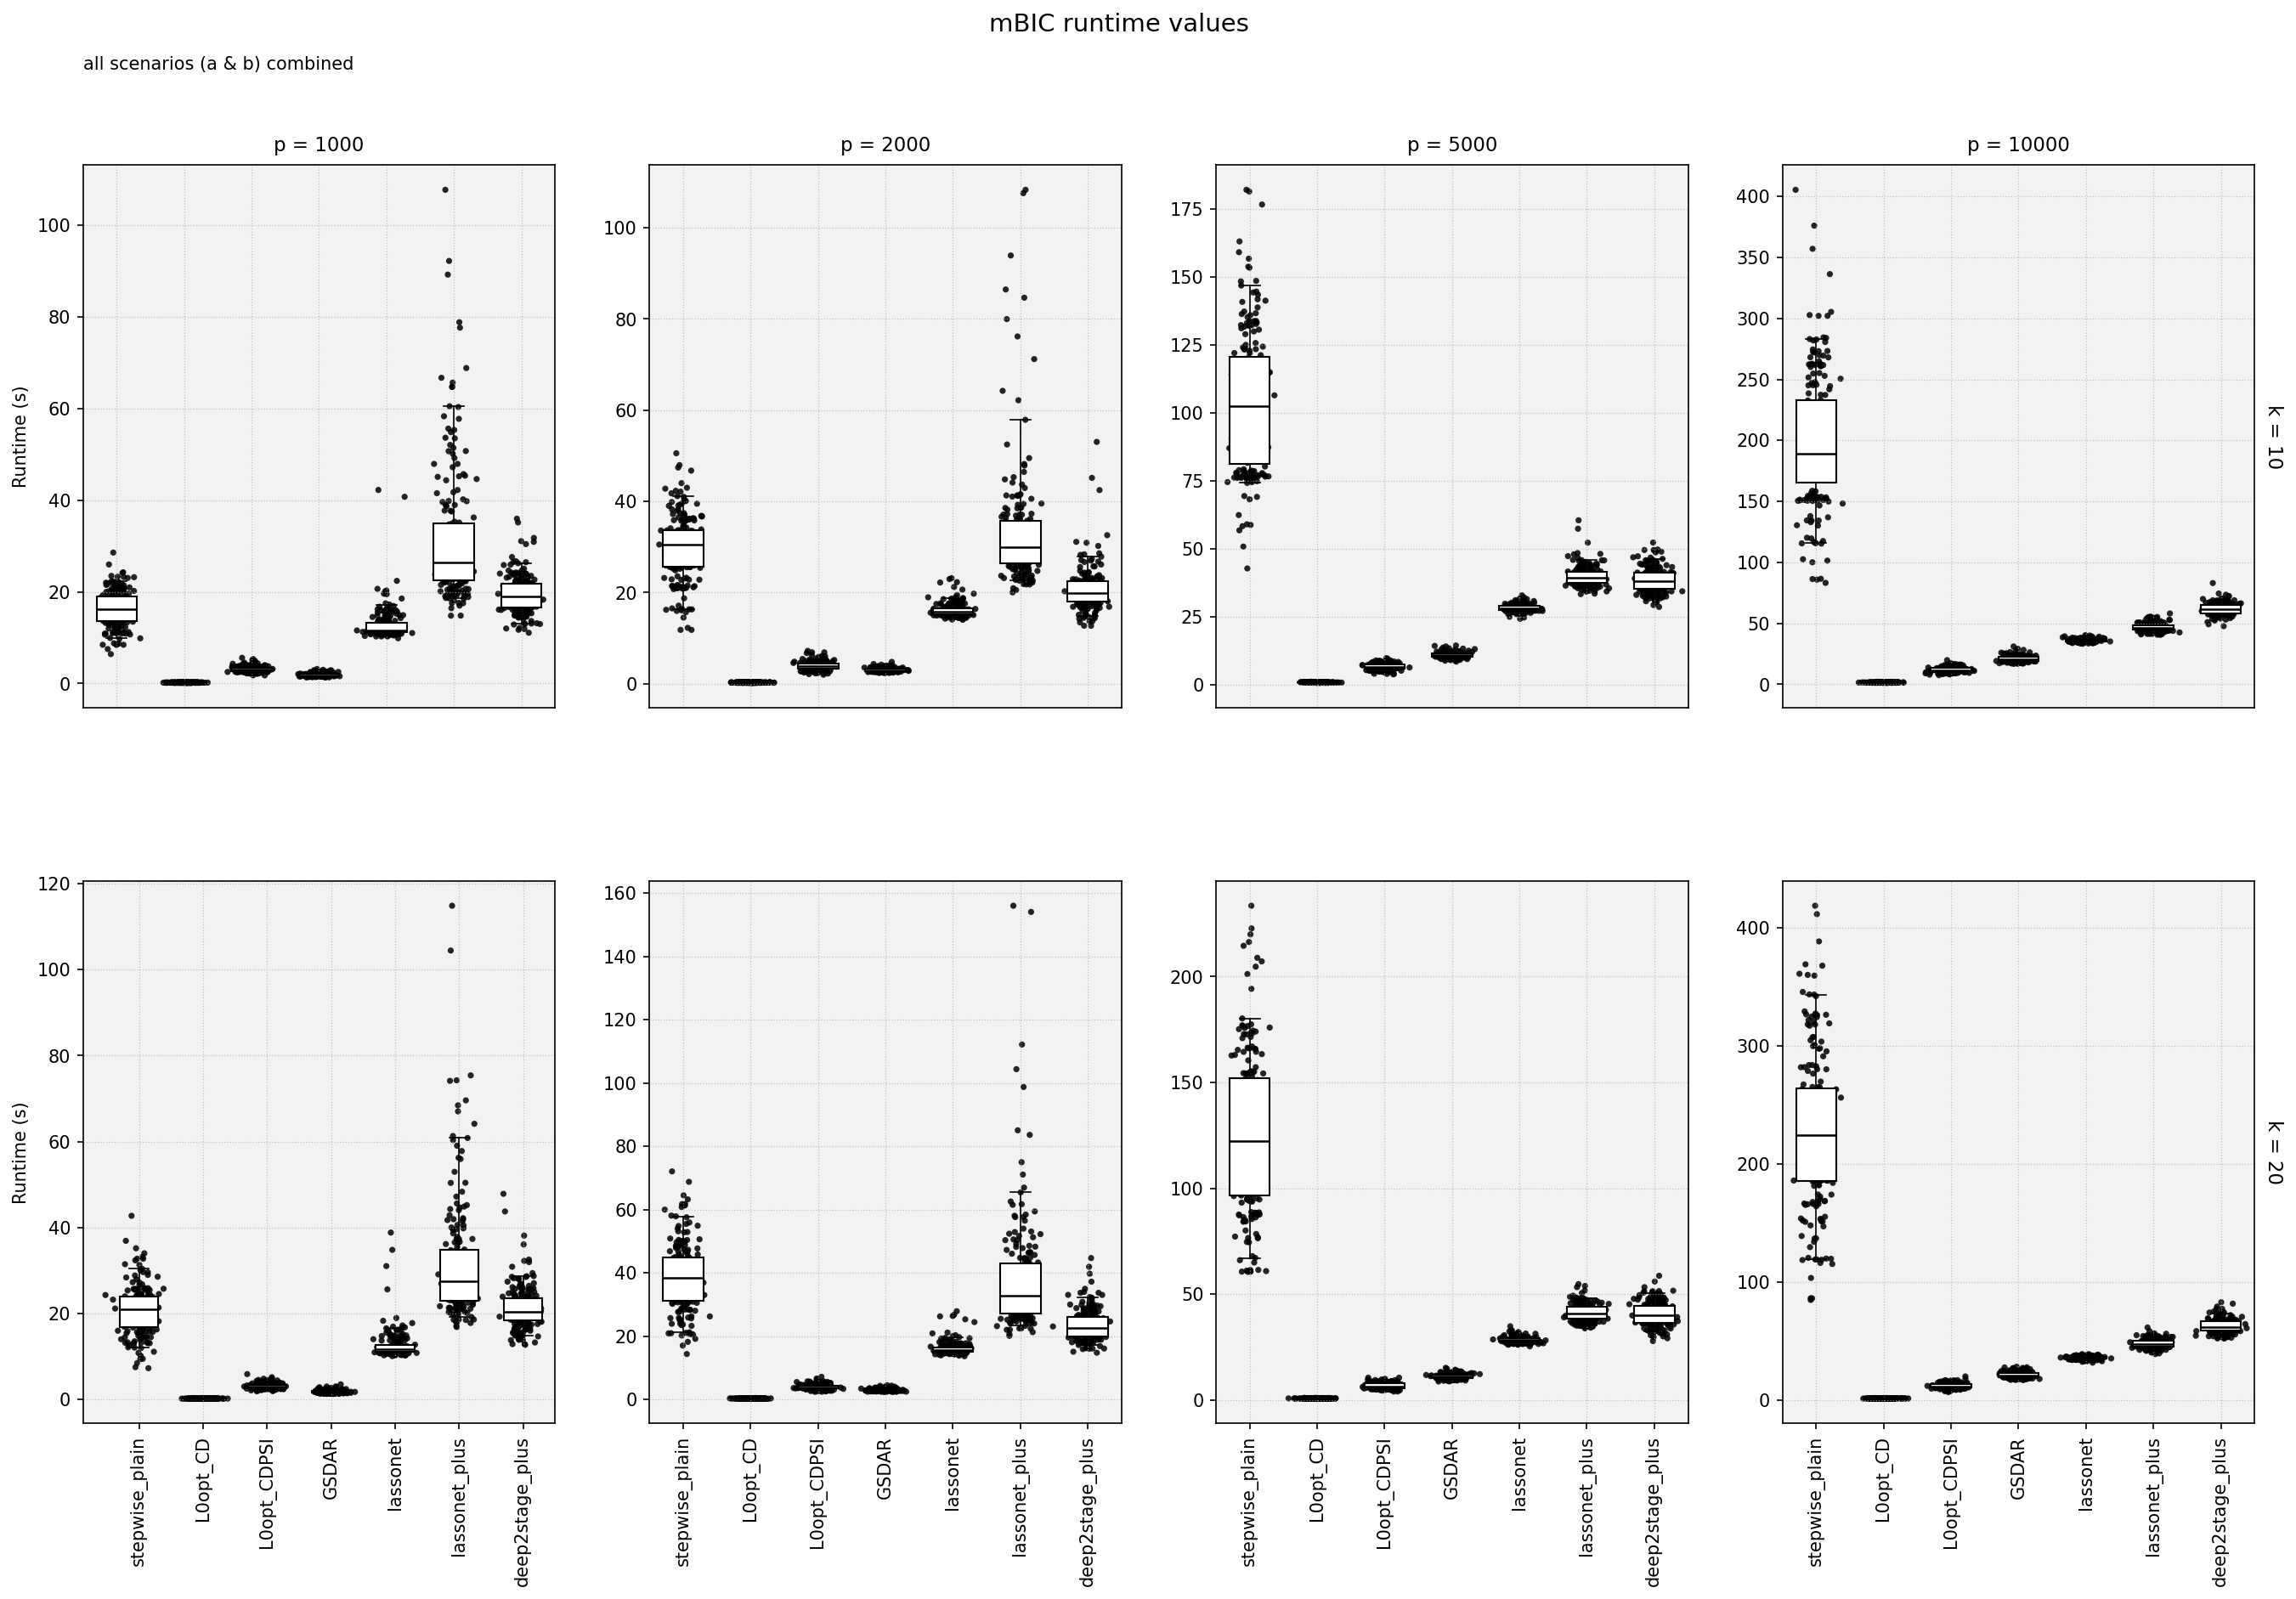 mBIC runtime values
all scenarios (a & b) combined
p = 1000
p = 2000
p = 5000
p = 10000
Runtime (s)
100
80
60
40
20
0
100
80
60
40
20
0
175
150
125
100
75
50
25
0
400
350
300
250
200
150
100
50
0
k = 10
Runtime (s)
120
100
80
60
40
20
0
160
140
120
100
80
60
40
20
0
200
150
100
50
0
400
300
200
100
0
k = 20
stepwise_plain
L0opt_CD
L0opt_CDPSI
GSDAR
lassonet
lassonet_plus
deep2stage_plus
stepwise_plain
L0opt_CD
L0opt_CDPSI
GSDAR
lassonet
lassonet_plus
deep2stage_plus
stepwise_plain
L0opt_CD
L0opt_CDPSI
GSDAR
lassonet
lassonet_plus
deep2stage_plus
stepwise_plain
L0opt_CD
L0opt_CDPSI
GSDAR
lassonet
lassonet_plus
deep2stage_plus